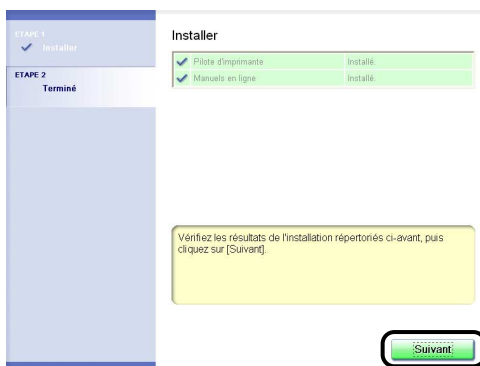 ETAPE 1
Installer
ETAPE 2
Terminé
Installer
Pilote d'imprimante Installé.
Manuels en ligne Installé.
Vérifiez les résultats de l'installation répertoriés ci-avant, puis
cliquez sur [Suivant].
Suivant